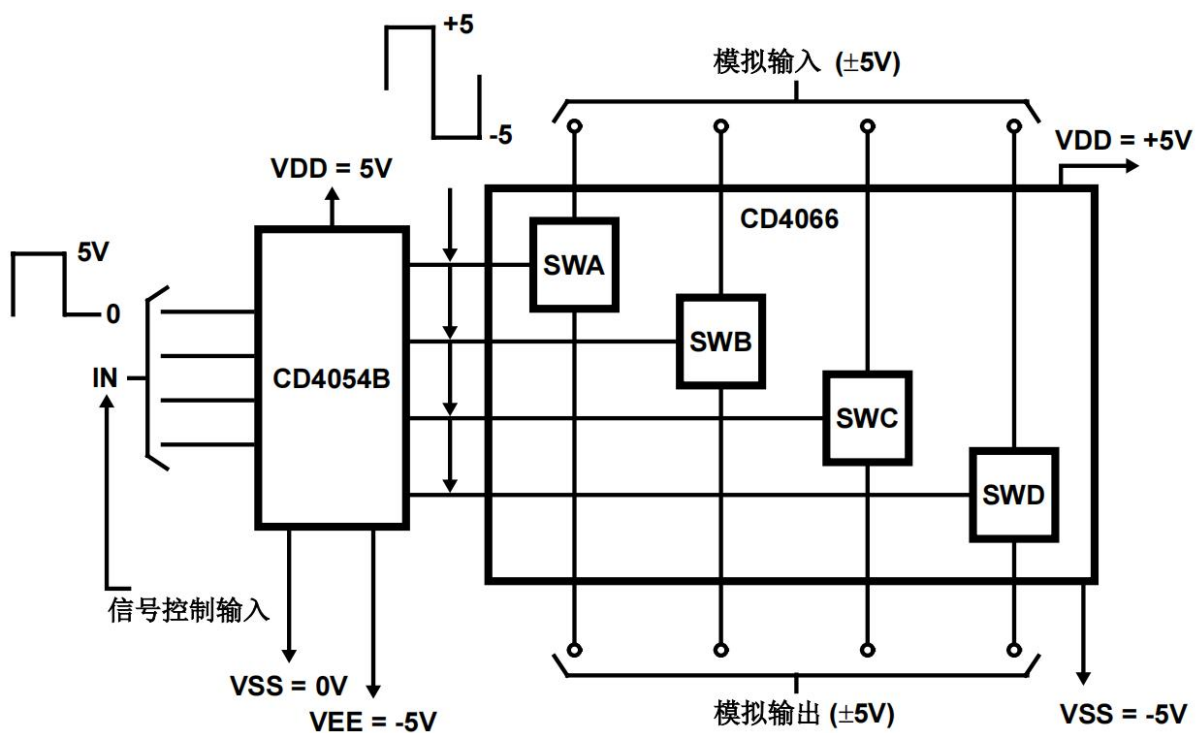 +5
-5
模拟输入 (±5V)
VDD = +5V
VDD = 5V
CD4066
5V
0
IN
CD4054B
SWA
SWB
SWC
SWD
信号控制输入
VSS = 0V
VEE = -5V
模拟输出 (±5V)
VSS = -5V